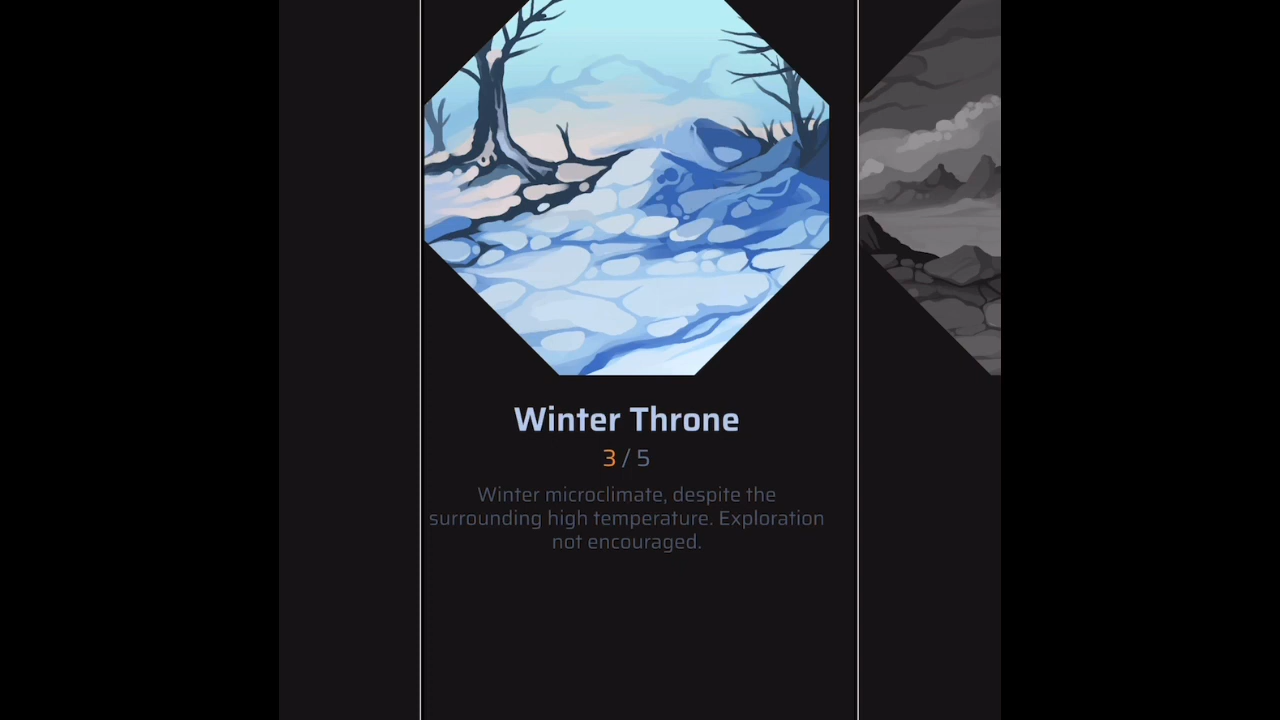 Winter Throne
3 / 5
Winter microclimate, despite the
surrounding high temperature. Exploration
not encouraged.